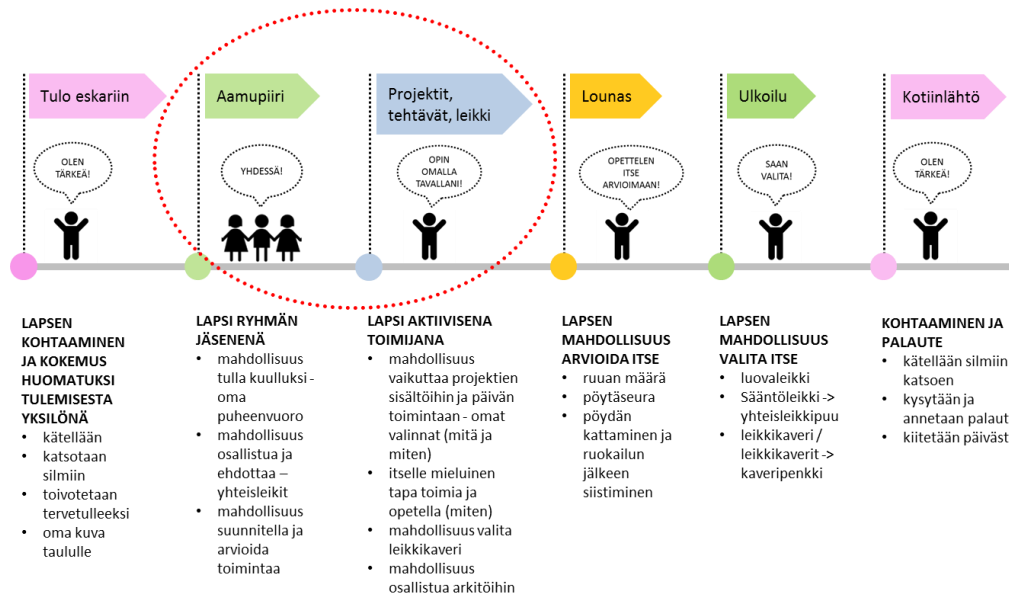 Tulo eskariin
Aamupiiri
Projektit,
tehtävät, leikki
Lounas
Ulkoilu
Kotiinlähtö
OLEN
TÄRKEÄ!
YHDESSÄ!
OPIN
OMALLA
TAVALLANI!
OPETTELEN
ITSE
ARVIOIMAAN!
SAAN
VALITA!
OLEN
TÄRKEÄ!
LAPSEN
KOHTAAMINEN
JA KOKEMUS
HUOMATUKSI
TULEMISESTA
YKSILÖNÄ
• kätellään
• katsotaan
silmiin
• toivotetaan
tervetulleeksi
• oma kuva
taululle
LAPSI RYHMÄN
JÄSENENÄ
• mahdollisuus
tulla kuulluksi -
oma
puheenvuoro
• mahdollisuus
osallistua ja
ehdottaa –
yhteisleikit
• mahdollisuus
suunnitella ja
arvioida
toimintaa
LAPSI AKTIIVISENA
TOIMIJANA
• mahdollisuus
vaikuttaa projektien
sisältöihin ja päivän
toimintaan - omat
valinnat (mitä ja
miten)
• itselle mieluinen
tapa toimia ja
opetella (miten)
• mahdollisuus valita
leikkikaveri
• mahdollisuus
osallistua arkitöihin
LAPSEN
MAHDOLLISUUS
ARVIOIDA ITSE
• ruuan määrä
• pöytäseura
• pöydän
kattaminen ja
ruokailun
jälkeen
siistiminen
LAPSEN
MAHDOLLISUUS
VALITA ITSE
• luovaleikki
• Sääntöleikki ->
yhteisleikkipuu
• leikkikaveri /
leikkikaverit ->
kaveripenkki
KOHTAAMINEN JA
PALAUTE
• kätellään silmiin
katsoen
• kysytään ja
annetaan palaut
• kiitetään päiväst